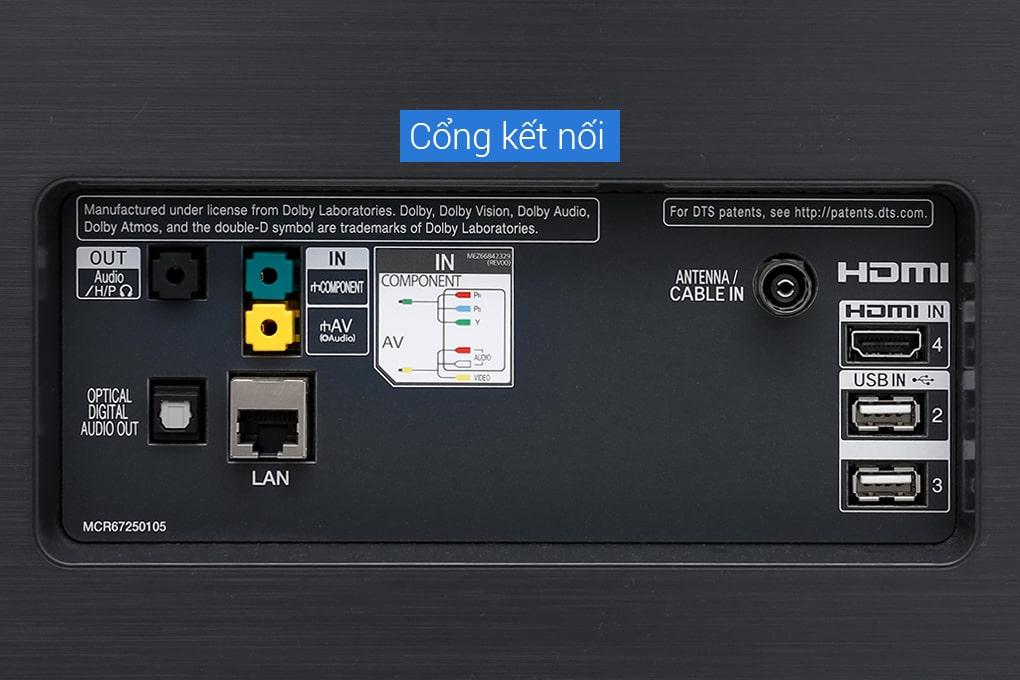 Cổng kết nối
Manufactured under license from Dolby Laboratories. Dolby, Dolby Vision, Dolby Audio,
Dolby Atmos, and the double-D symbol are trademarks of Dolby Laboratories.
For DTS patents, see http://patents.dts.com.
OUT
Audio
/H/P
IN
COMPONENT
AV
(Audio)
MEZ66842329
(REV00)
IN
COMPONENT
PR
PB
Y
AV
AUDIO
VIDEO
ANTENNA /
CABLE IN
HDMI
HDMI IN
4
USB IN
2
3
OPTICAL
DIGITAL
AUDIO OUT
LAN
MCR67250105